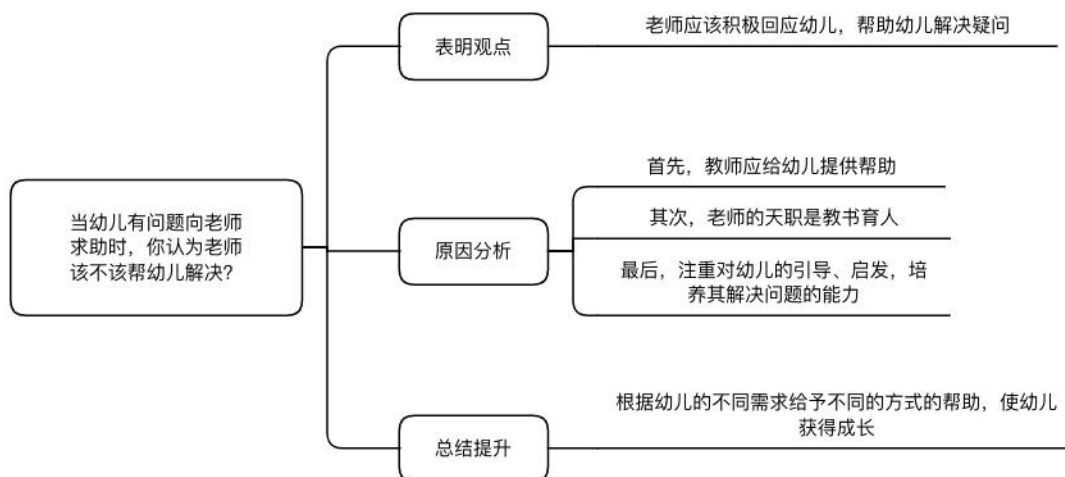 当幼儿有问题向老师
求助时，你认为老师
该不该帮幼儿解决？
表明观点
老师应该积极回应幼儿，帮助幼儿解决疑问
原因分析
首先，教师应给幼儿提供帮助
其次，老师的天职是教书育人
最后，注重对幼儿的引导、启发，培
养其解决问题的能力
总结提升
根据幼儿的不同需求给予不同的方式的帮助，使幼儿
获得成长